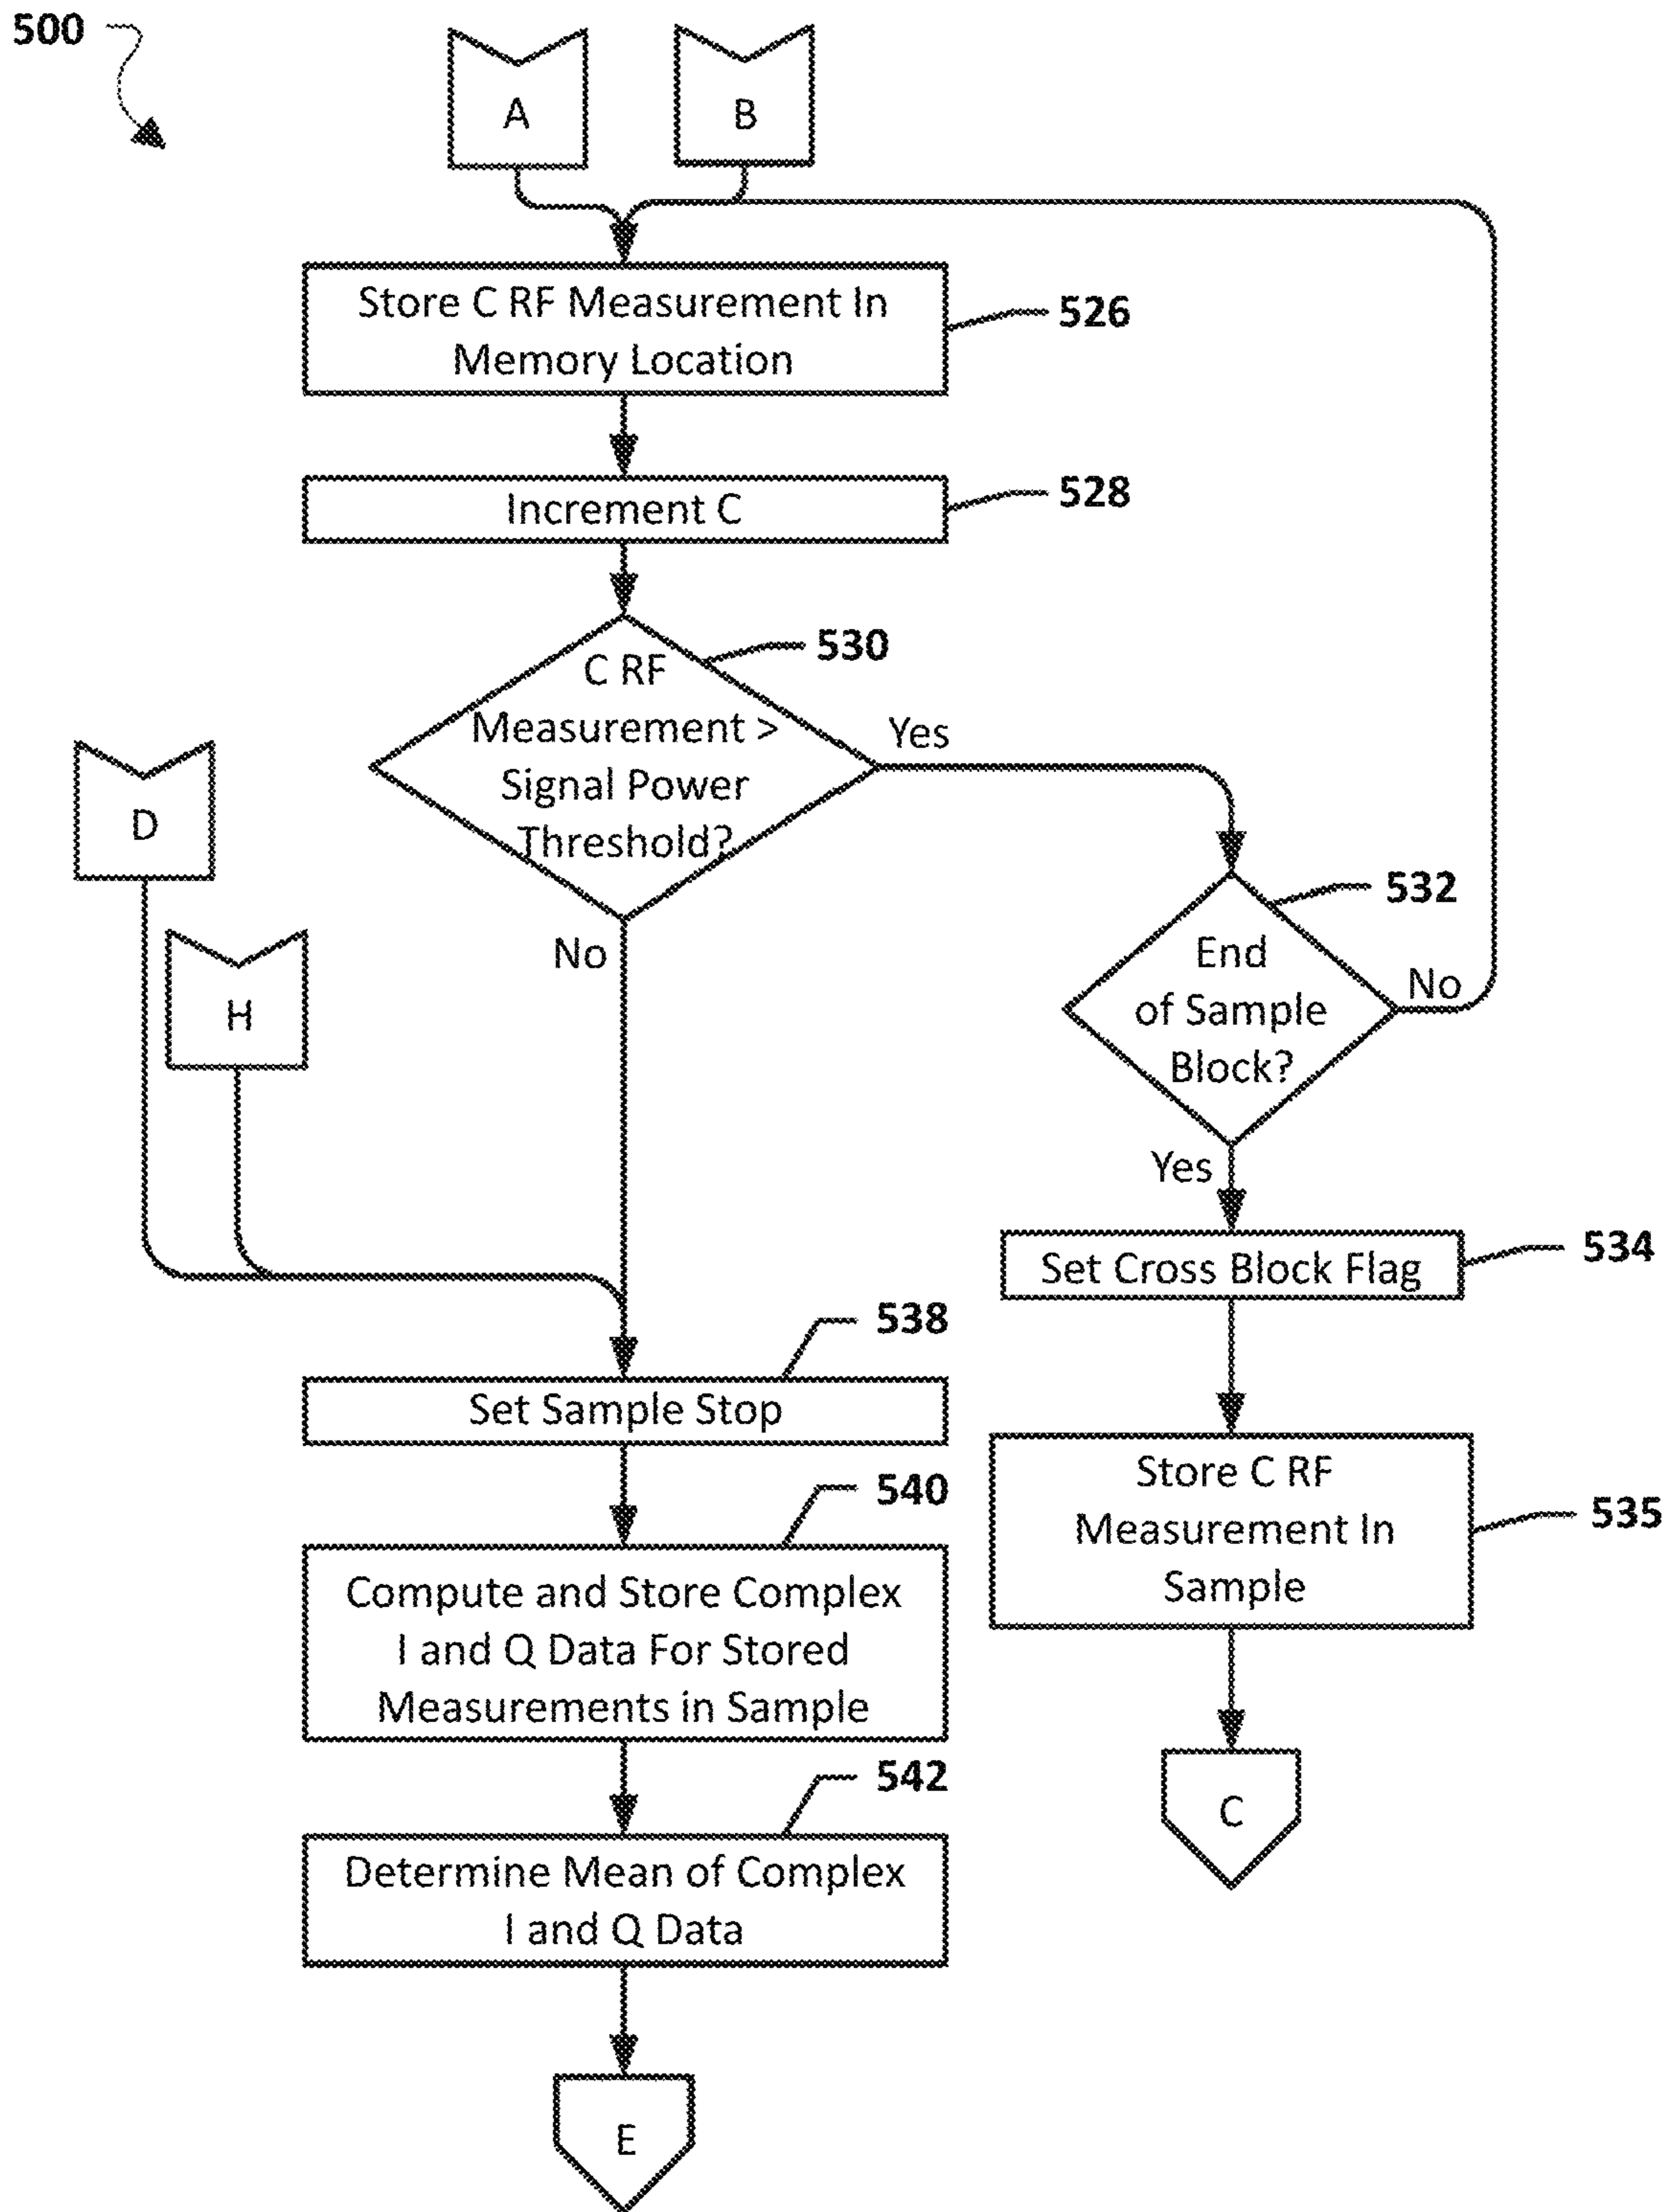 500
A
B
Store C RF Measurement In
Memory Location
526
Increment C
528
C RF
Measurement >
Signal Power
Threshold?
530
Yes
No
D
H
End
of Sample
Block?
532
No
Yes
Set Cross Block Flag
534
Store C RF
Measurement In
Sample
535
C
Set Sample Stop
538
Compute and Store Complex
I and Q Data For Stored
Measurements in Sample
540
Determine Mean of Complex
I and Q Data
542
E